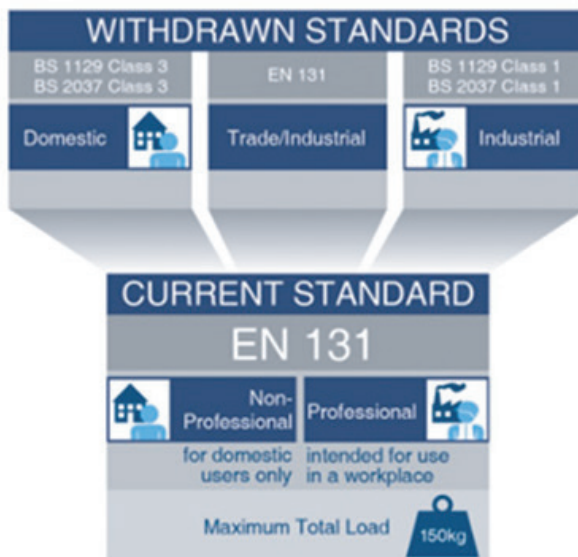 WITHDRAWN STANDARDS
BS 1129 Class 3
BS 2037 Class 3
EN 131
BS 1129 Class 1
BS 2037 Class 1
Domestic
Trade/Industrial
Industrial
CURRENT STANDARD
EN 131
Non-
Professional
Professional
for domestic
users only
intended for use
in a workplace
Maximum Total Load
150kg